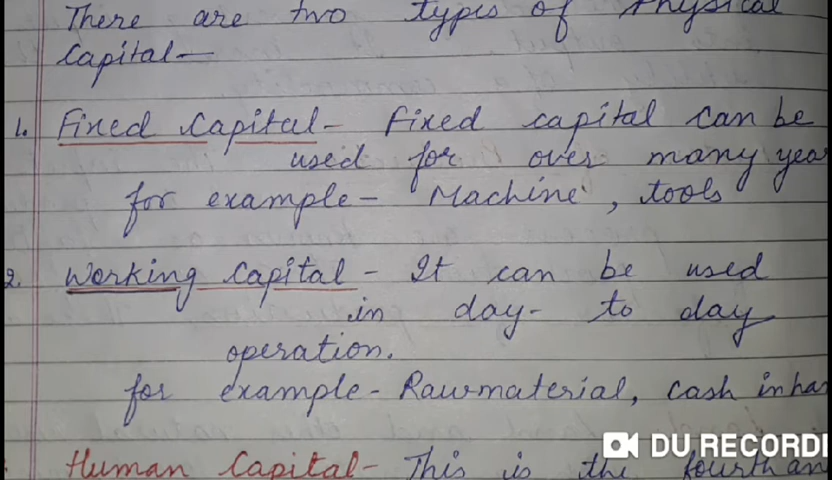 There are two types of Physical
Capital—
1. Fixed Capital- Fixed capital can be
used for over many year
for example- Machine, tools
2. Working Capital - It can be used
in day- to day
operation.
for example- Rawmaterial, cash in ha
DU RECORDI
Human Capital- This is the fourth an